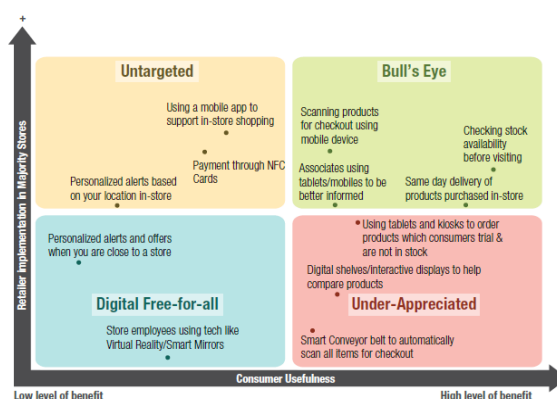 +
Retailer implementation in Majority Stores
Untargeted
Using a mobile app to
support in-store shopping
Payment through NFC
Cards
Personalized alerts based
on your location in-store
Bull's Eye
Scanning products
for checkout using
mobile device
Checking stock
availability
before visiting
Associates using
tablets/mobiles to be
better informed
Same day delivery of
products purchased in-store
Personalized alerts and offers
when you are close to a store
Digital Free-for-all
Store employees using tech like
Virtual Reality/Smart Mirrors
Using tablets and kiosks to order
products which consumers trial &
are not in stock
Digital shelves/interactive displays to help
compare products
Under-Appreciated
Smart Conveyor belt to automatically
scan all items for checkout
Consumer Usefulness
Low level of benefit
High level of benefit